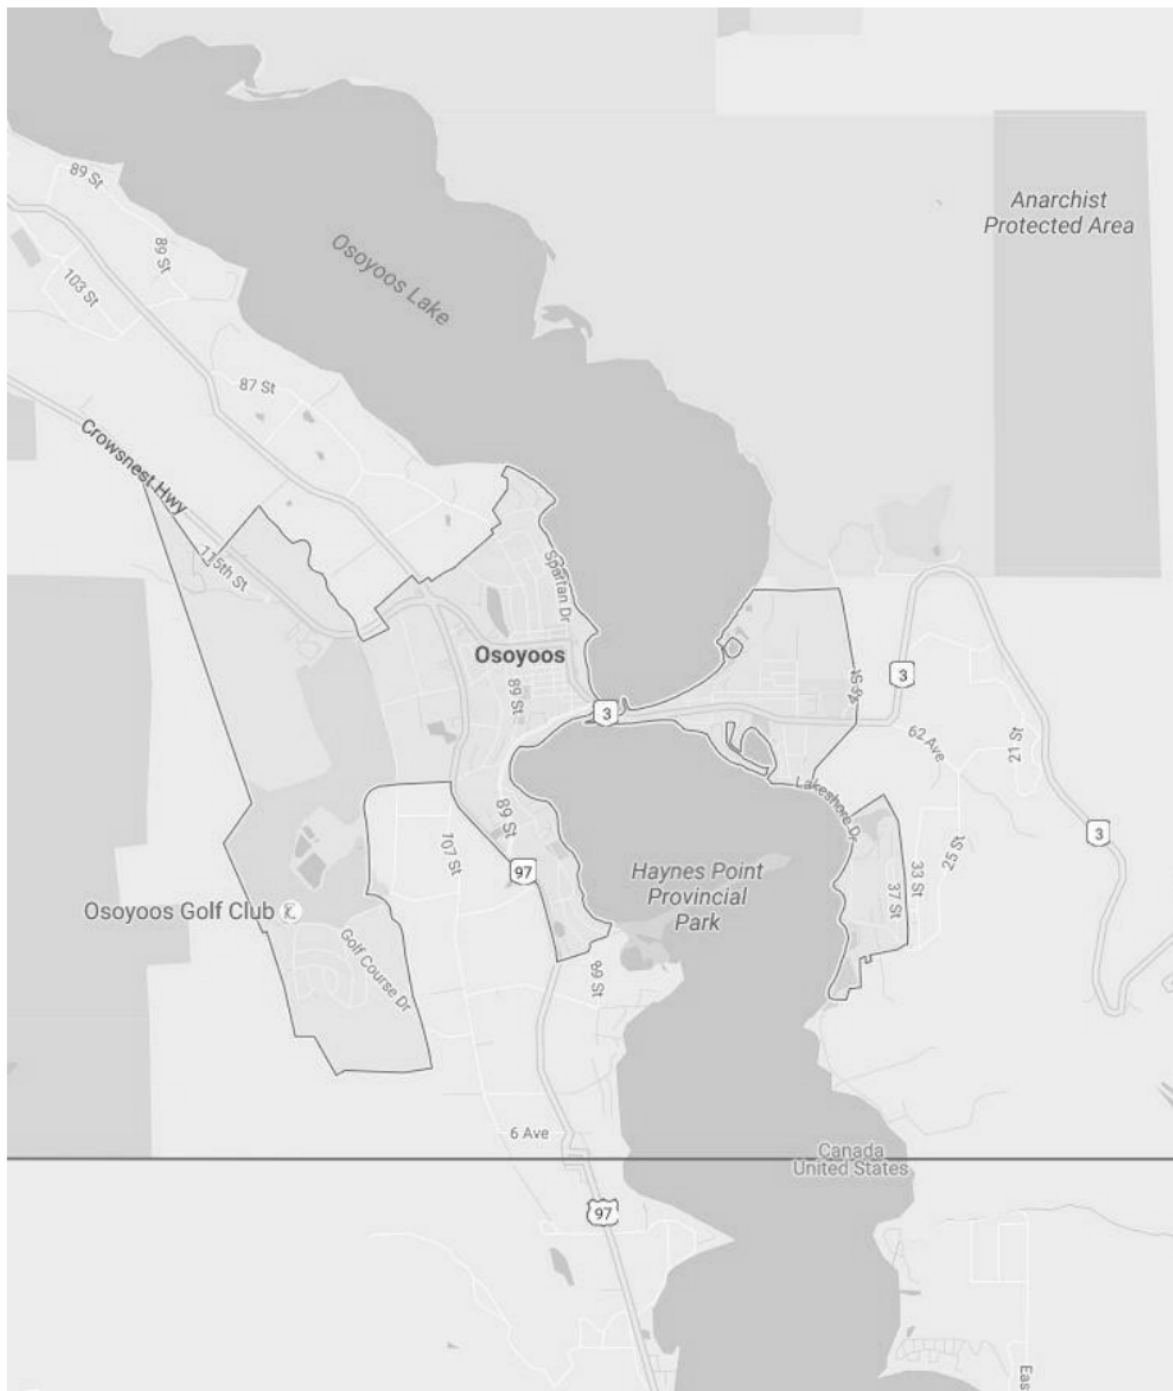 89 St
Anarchist
Protected Area
89 St
103 St
Osoyoos Lake
87 St
Crowsnest Hwy
115th St
Spartan Dr
Osoyoos
89 St
3
3
46 St
62 Ave
21 St
Lakeshore Dr
89 St
107 St
97
3
25 St
33 St
37 St
Haynes Point
Provincial
Park
Osoyoos Golf Club
Golf Course Dr
89 St
6 Ave
Canada
United States
97
Eas